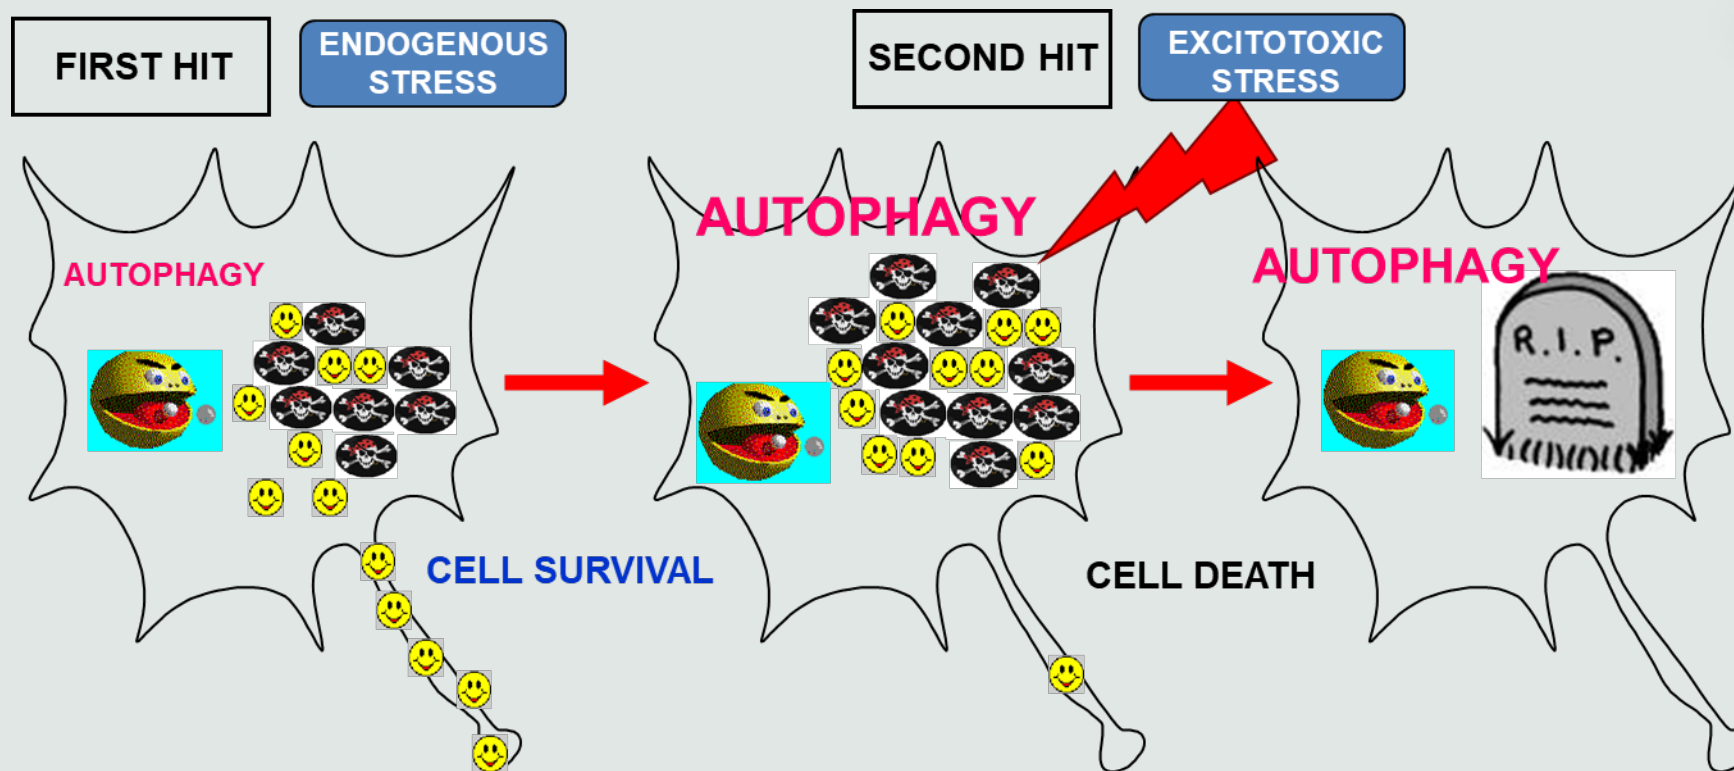 FIRST HIT
ENDOGENOUS
STRESS
SECOND HIT
EXCITOTOXIC
STRESS
AUTOPHAGY
AUTOPHAGY
AUTOPHAGY
R.I.P.
CELL SURVIVAL
CELL DEATH